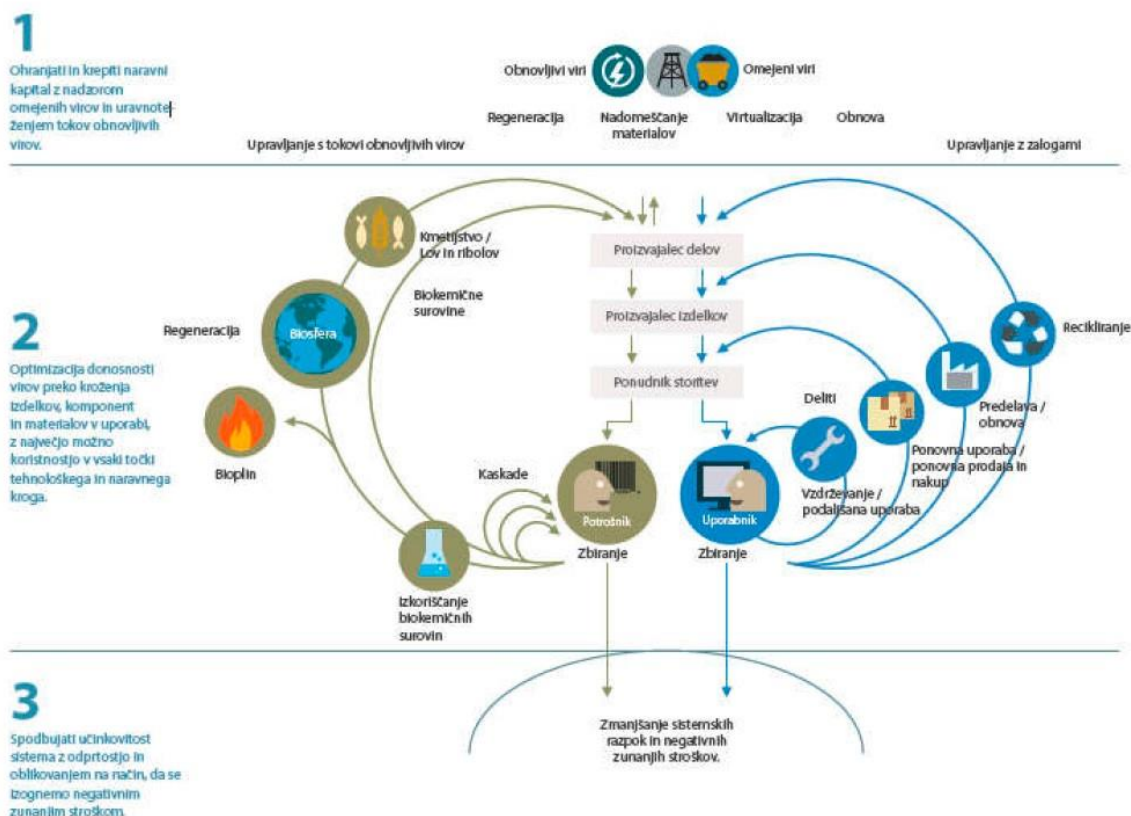 1
Ohranjati in krepiti naravni
kapital z nadzorom
omejenih virov in uravnote-
ženjem tokov obnovljivih
virov.
Obnovljivi viri
Omejeni viri
Regeneracija
Nadomeščanje
materialov
Virtualizacija
Obnova
Upravljanje s tokovi obnovljivih virov
Upravljanje z zalogami
2
Optimizacija donosnosti
virov preko kroženja
izdelkov, komponent
in materialov v uporabi,
z največjo možno
koristnostjo v vsaki točki
tehnološkega in naravnega
kroga.
Kmetijstvo /
Lov in ribolov
Biokemične
surovine
Regeneracija
Biosfera
Bioplin
Kaskade
Izkoriščanje
biokemičnih
surovin
Proizvajalec delov
Proizvajalec izdelkov
Ponudnik storitev
Potrošnik
Uporabnik
Zbiranje
Zbiranje
Deliti
Vzdrževanje /
podaljšana uporaba
Ponovna uporaba /
ponovna prodaja in
nakup
Predelava /
obnova
Recikliranje
3
Spodbujati učinkovitost
sistema z odprtostjo in
oblikovanjem na način, da se
izognemo negativnim
zunanjim stroškom.
Zmanjšanje sistemskih
razpok in negativnih
zunanjih stroškov.